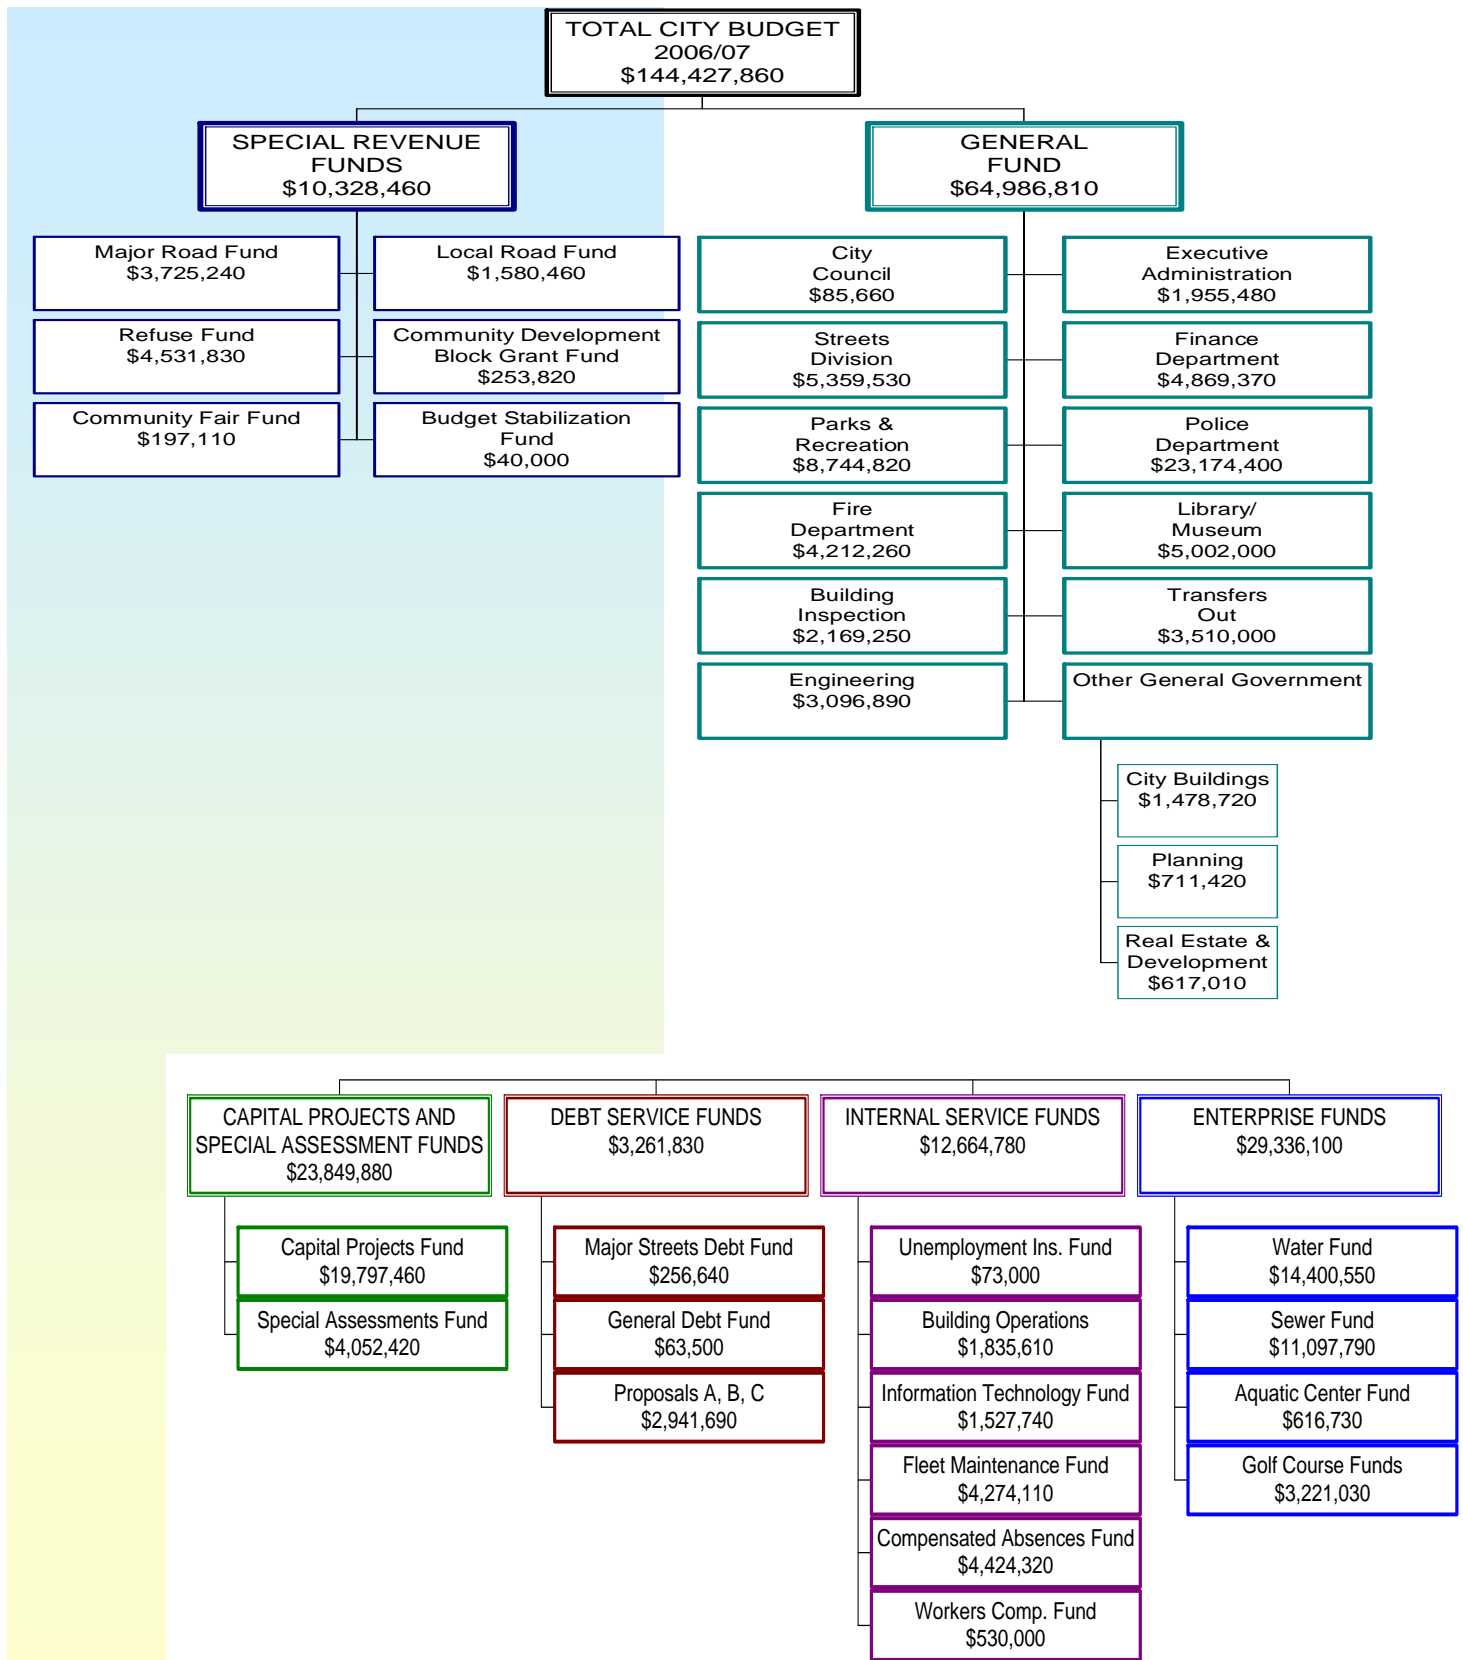 TOTAL CITY BUDGET
2006/07
$144,427,860
SPECIAL REVENUE
FUNDS
$10,328,460
GENERAL
FUND
$64,986,810
Major Road Fund
$3,725,240
Local Road Fund
$1,580,460
Refuse Fund
$4,531,830
Community Development
Block Grant Fund
$253,820
Community Fair Fund
$197,110
Budget Stabilization
Fund
$40,000
City
Council
$85,660
Executive
Administration
$1,955,480
Streets
Division
$5,359,530
Finance
Department
$4,869,370
Parks &
Recreation
$8,744,820
Police
Department
$23,174,400
Fire
Department
$4,212,260
Library/
Museum
$5,002,000
Building
Inspection
$2,169,250
Transfers
Out
$3,510,000
Engineering
$3,096,890
Other General Government
City Buildings
$1,478,720
Planning
$711,420
Real Estate &
Development
$617,010
CAPITAL PROJECTS AND
SPECIAL ASSESSMENT FUNDS
$23,849,880
Capital Projects Fund
$19,797,460
Special Assessments Fund
$4,052,420
DEBT SERVICE FUNDS
$3,261,830
Major Streets Debt Fund
$256,640
General Debt Fund
$63,500
Proposals A, B, C
$2,941,690
INTERNAL SERVICE FUNDS
$12,664,780
Unemployment Ins. Fund
$73,000
Building Operations
$1,835,610
Information Technology Fund
$1,527,740
Fleet Maintenance Fund
$4,274,110
Compensated Absences Fund
$4,424,320
Workers Comp. Fund
$530,000
ENTERPRISE FUNDS
$29,336,100
Water Fund
$14,400,550
Sewer Fund
$11,097,790
Aquatic Center Fund
$616,730
Golf Course Funds
$3,221,030